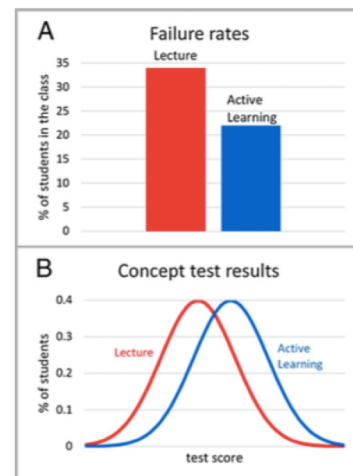 A
Failure rates
Lecture
Active
Learning
% of students in the class
35
30
25
20
15
10
5
0
B
Concept test results
% of students
0.4
0.3
0.2
0.1
0
Lecture
Active
Learning
test score